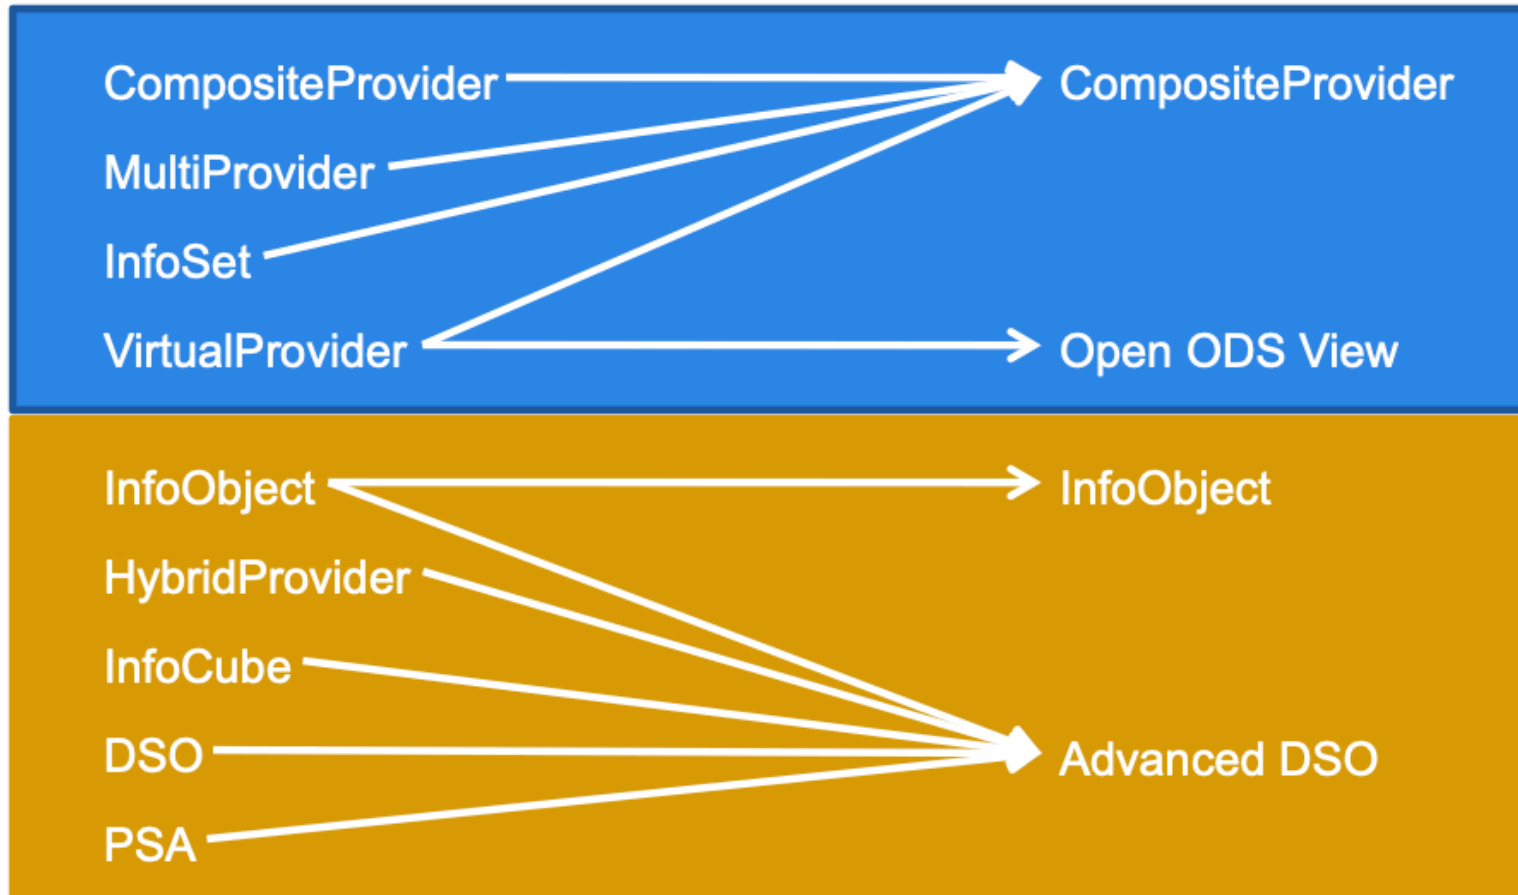 CompositeProvider CompositeProvider
MultiProvider
InfoSet
VirtualProvider Open ODS View
InfoObject InfoObject
HybridProvider
InfoCube
DSO Advanced DSO
PSA